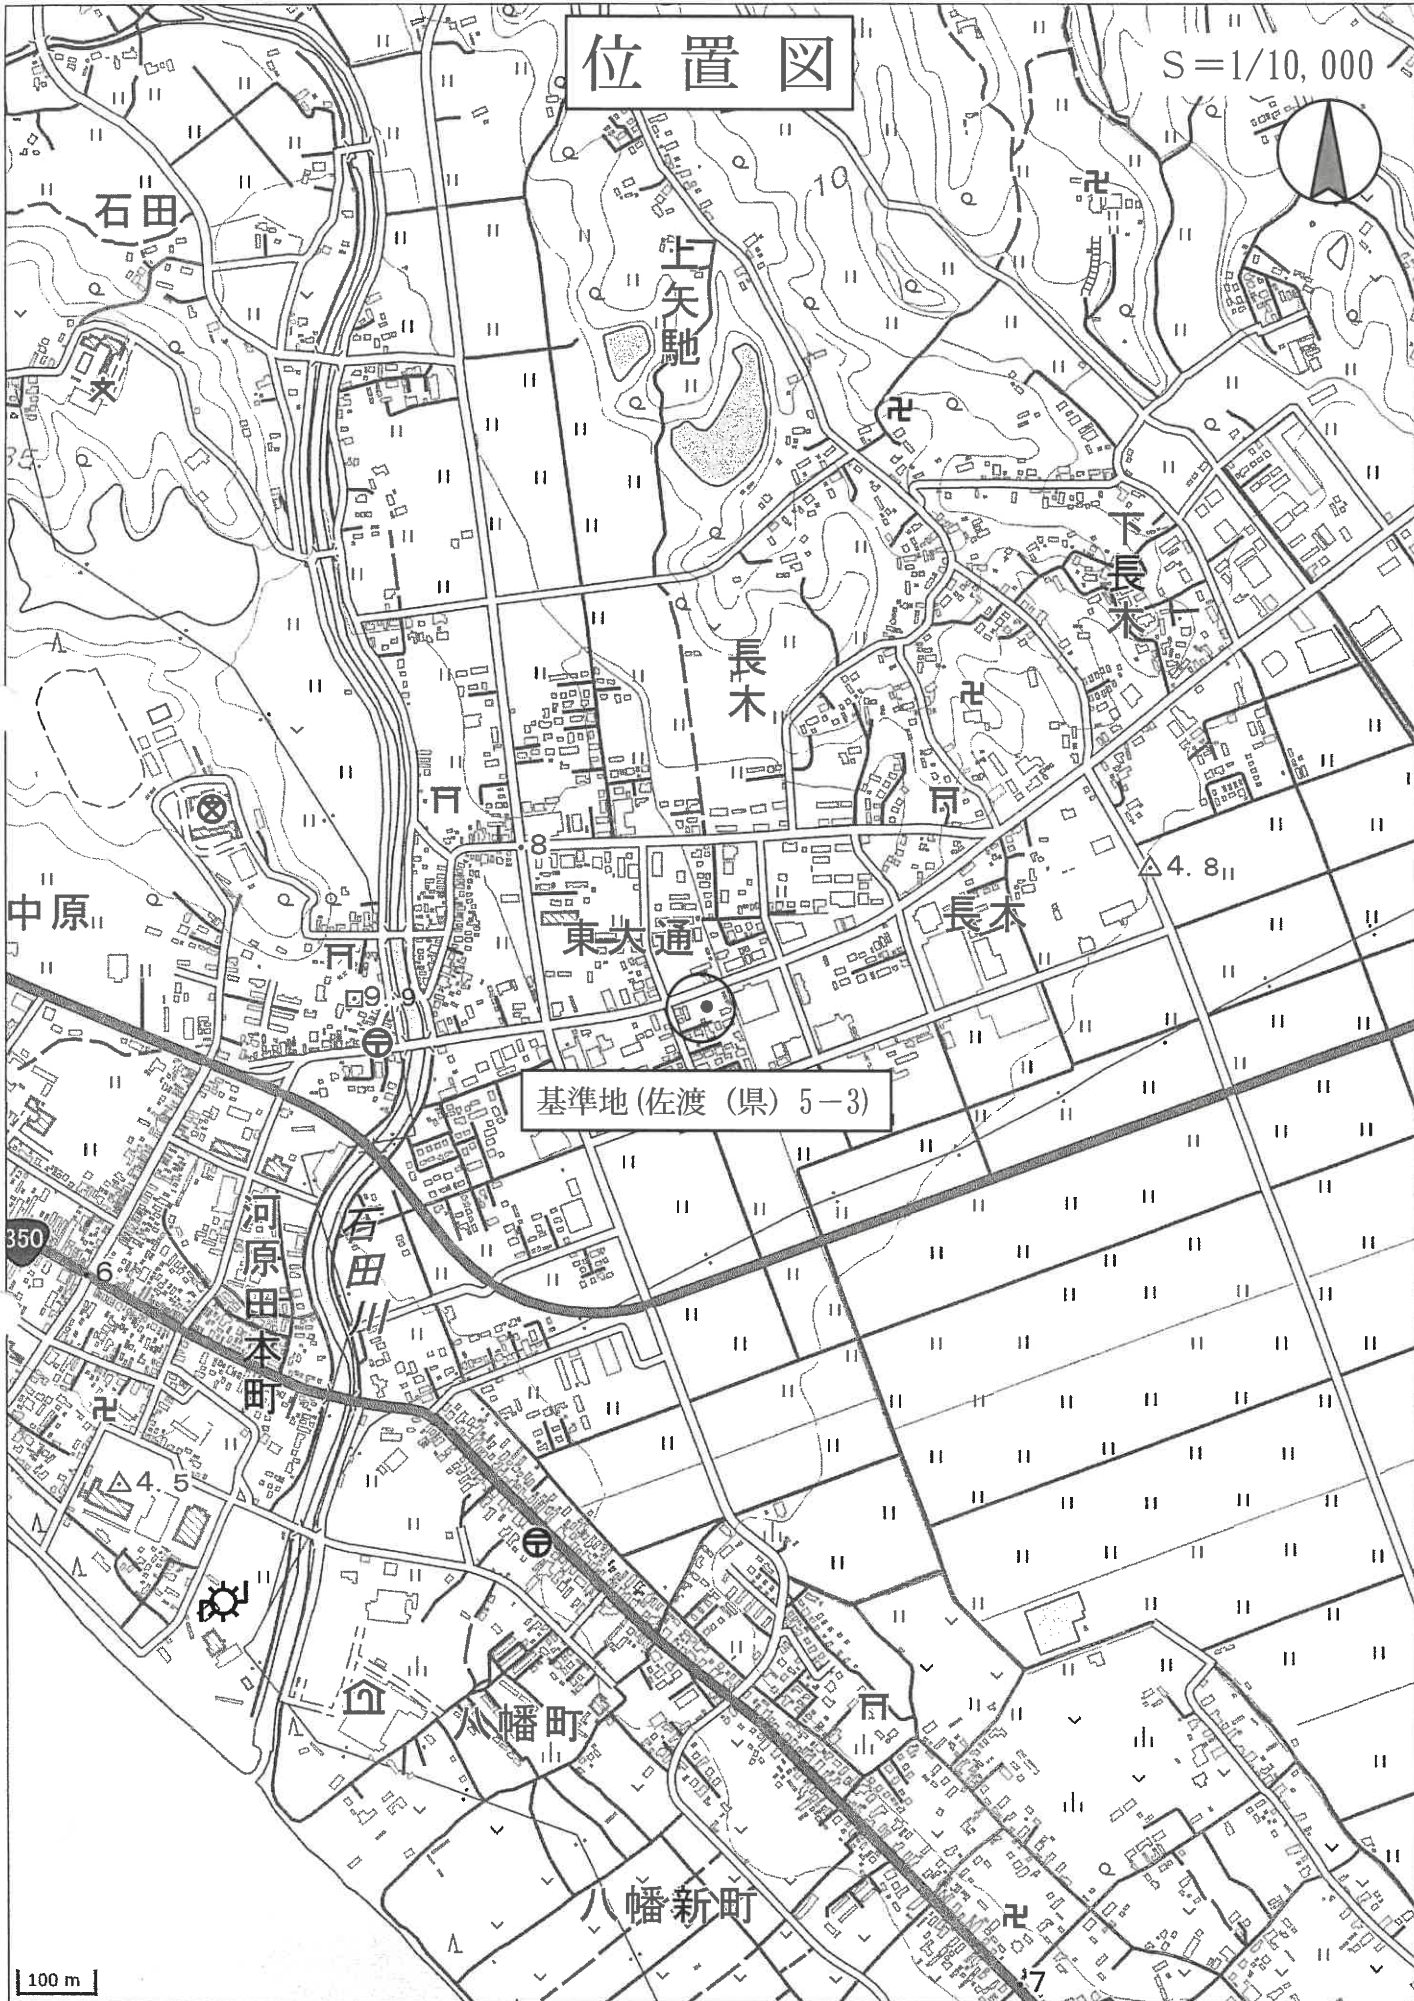 位置図
S=1/10,000
石田
10
上矢馳
35.
下長木
長木
.8
4.8
中原
東大通
長木
9.9
基準地(佐渡(県)5-3)
350
6
河原田本町
石田川
4.5
八幡町
八幡新町
7
100 m